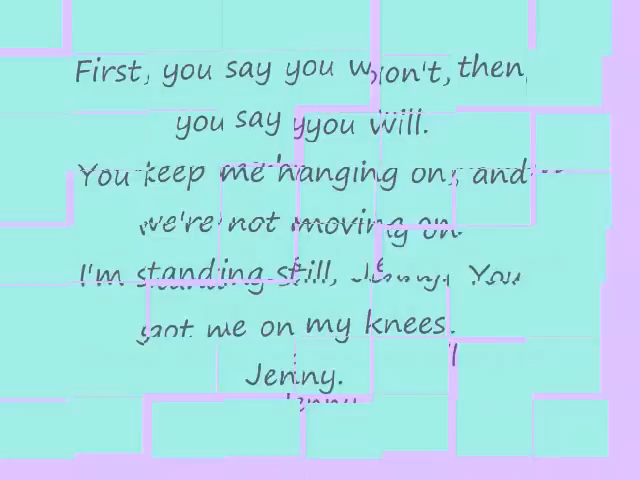 First, you say you won't, then
you say you will.
You keep me hanging on, and
we're not moving on.
I'm standing still, Jenny. You
got me on my knees.
Jenny.